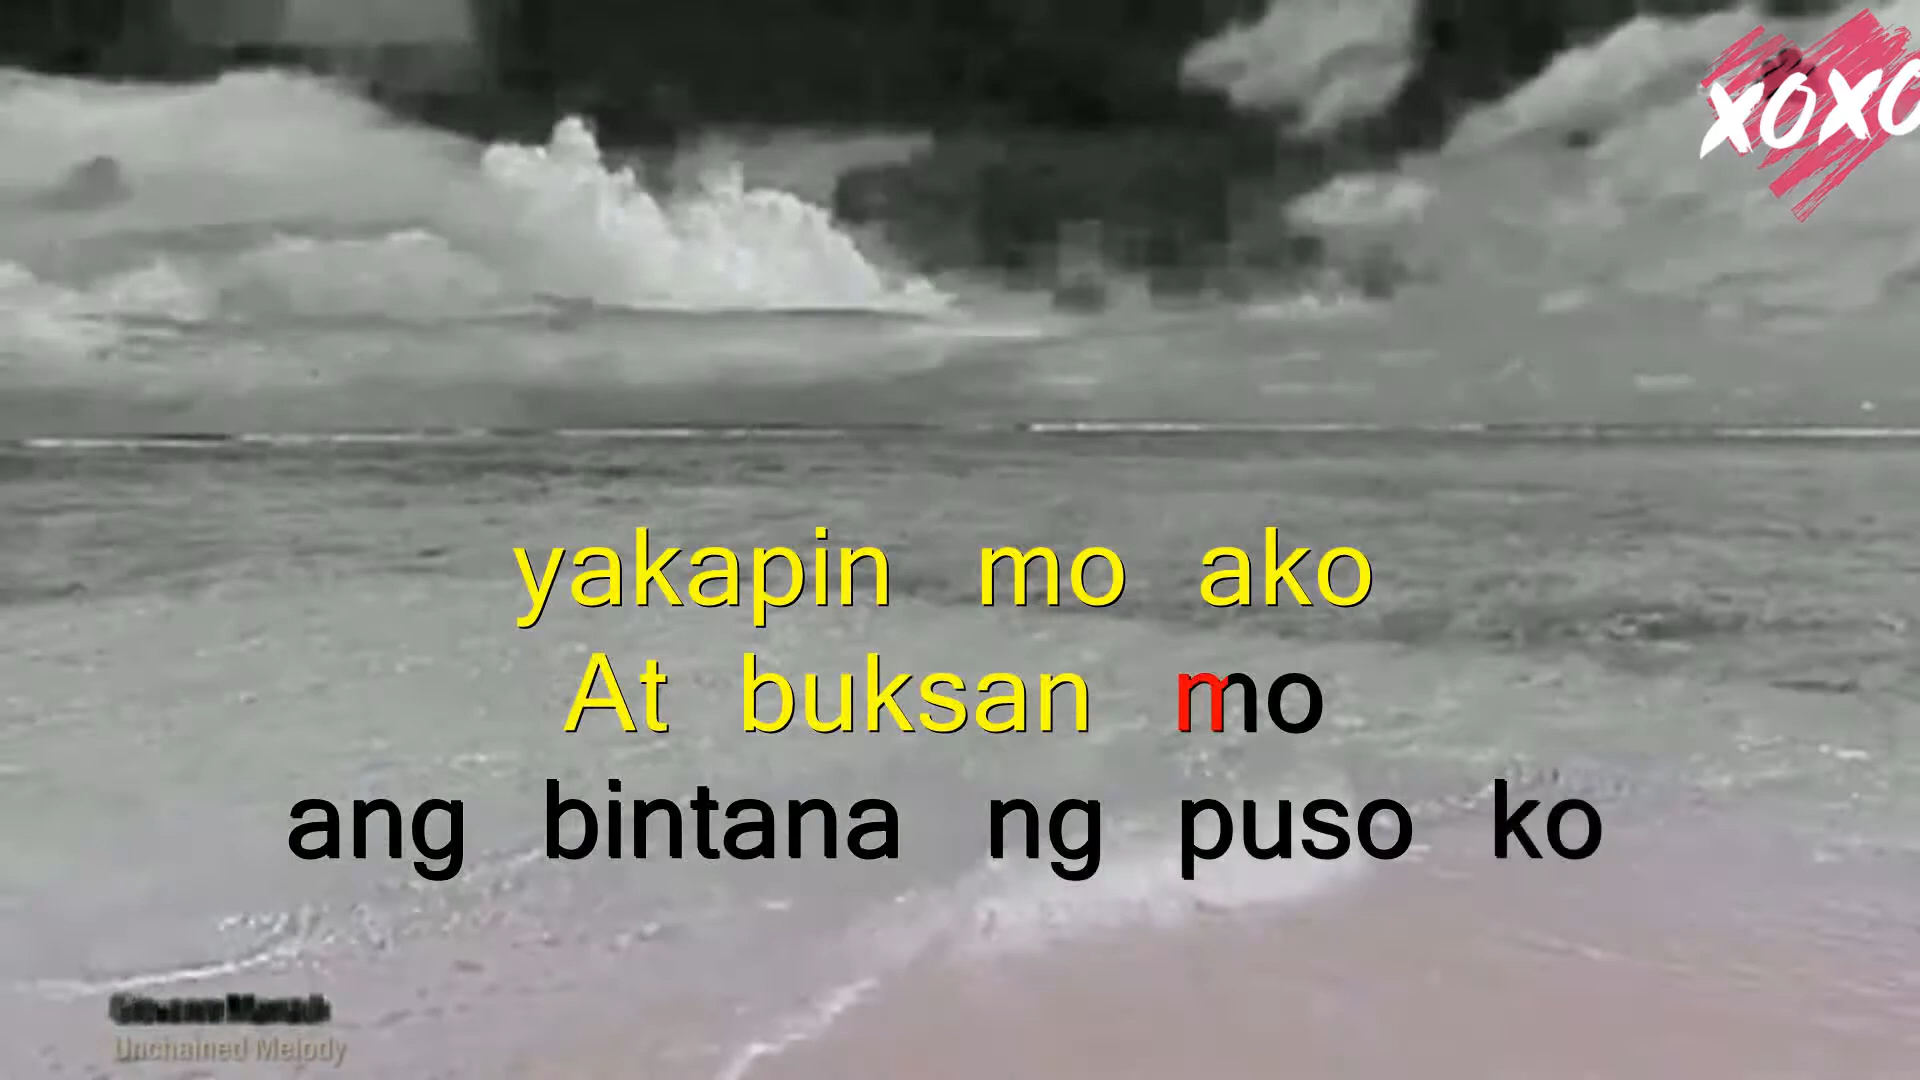 XOXO
yakapin mo ako
At buksan mo
ang bintana ng puso ko
Unchained Melody